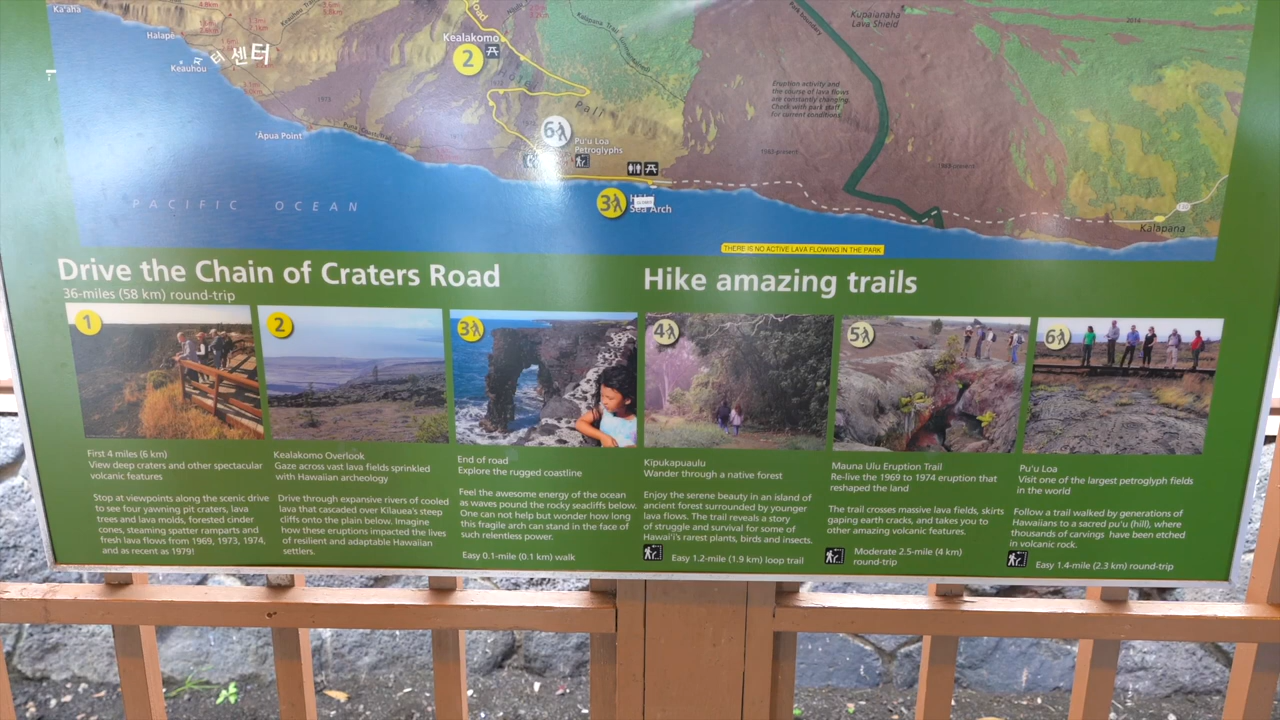 Ka'aha
Halapē
Keauhou
터센터
'Āpua Point
Road
Kealakomo
2
Pali
6
Pu'u Loa
Petroglyphs
3
Sea Arch
Park boundary
Kupaianaha
Lava Shield
2014
Eruption activity and
the course of lava flows
are constantly changing.
Check with park staff
for current conditions.
1983-present
1983-present
Kalapana
PACIFIC OCEAN
THERE IS NO ACTIVE LAVA FLOWING IN THE PARK
Drive the Chain of Craters Road
36-miles (58 km) round-trip
Hike amazing trails
1
First 4 miles (6 km)
View deep craters and other spectacular
volcanic features
Stop at viewpoints along the scenic drive
to see four yawning pit craters, lava
trees and lava molds, forested cinder
cones, steaming spatter ramparts and
fresh lava flows from 1969, 1973, 1974,
and as recent as 1979!
2
Kealakomo Overlook
Gaze across vast lava fields sprinkled
with Hawaiian archeology
Drive through expansive rivers of cooled
lava that cascaded over Kīlauea's steep
cliffs onto the plain below. Imagine
how these eruptions impacted the lives
of resilient and adaptable Hawaiian
settlers.
3
End of road
Explore the rugged coastline
Feel the awesome energy of the ocean
as waves pound the rocky seacliffs below.
One can not help but wonder how long
this fragile arch can stand in the face of
such relentless power.
Easy 0.1-mile (0.1 km) walk
4
Kīpukapuaulu
Wander through a native forest
Enjoy the serene beauty in an island of
ancient forest surrounded by younger
lava flows. The trail reveals a story
of struggle and survival for some of
Hawai'i's rarest plants, birds and insects.
Easy 1.2-mile (1.9 km) loop trail
5
Mauna Ulu Eruption Trail
Re-live the 1969 to 1974 eruption that
reshaped the land
The trail crosses massive lava fields, skirts
gaping earth cracks, and takes you to
other amazing volcanic features.
Moderate 2.5-mile (4 km)
round-trip
6
Pu'u Loa
Visit one of the largest petroglyph fields
in the world
Follow a trail walked by generations of
Hawaiians to a sacred pu'u (hill), where
thousands of carvings have been etched
in volcanic rock.
Easy 1.4-mile (2.3 km) round-trip